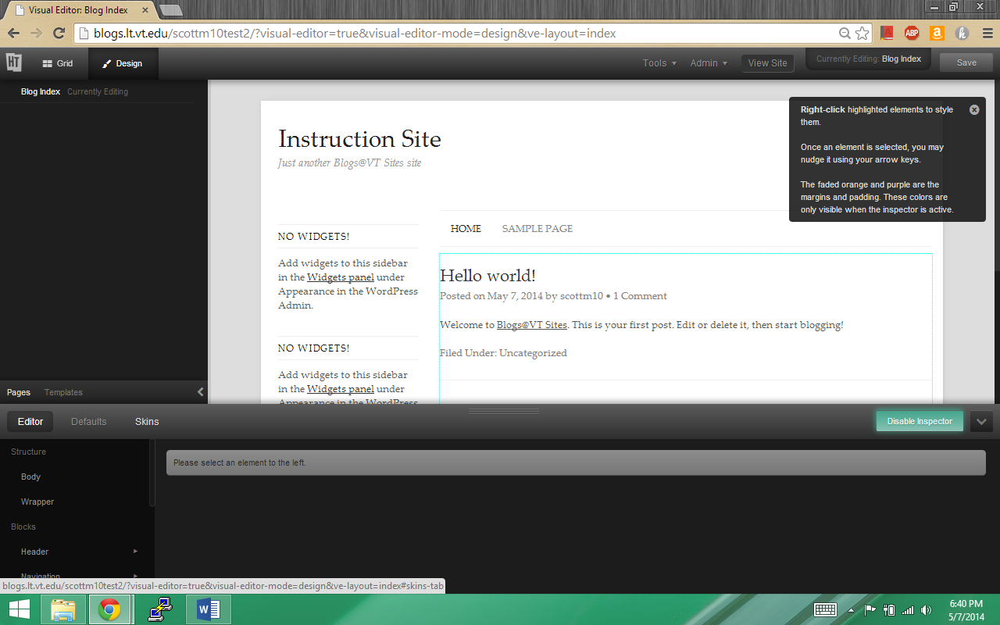 Visual Editor: Blog Index
blogs.lt.vt.edu/scottm10test2/?visual-editor=true&visual-editor-mode=design&ve-layout=index
ABP
a
h
HT
Grid
Design
Tools
Admin
View Site
Currently Editing: Blog Index
Save
Blog Index Currently Editing
Right-click highlighted elements to style
them.
Once an element is selected, you may
nudge it using your arrow keys.
The faded orange and purple are the
margins and padding. These colors are
only visible when the inspector is active.
Instruction Site
Just another Blogs@VT Sites site
HOME SAMPLE PAGE
NO WIDGETS!
Add widgets to this sidebar
in the Widgets panel under
Appearance in the WordPress
Admin.
NO WIDGETS!
Add widgets to this sidebar
in the Widgets panel under
Appearance in the WordPress
Hello world!
Posted on May 7, 2014 by scottm10 • 1 Comment
Welcome to Blogs@VT Sites. This is your first post. Edit or delete it, then start blogging!
Filed Under: Uncategorized
Pages Templates
Editor Defaults Skins
Disable Inspector
Structure
Body
Wrapper
Blocks
Header
Navigation
Please select an element to the left.
blogs.lt.vt.edu/scottm10test2/?visual-editor=true&visual-editor-mode=design&ve-layout=index#skins-tab
W
6:40 PM
5/7/2014